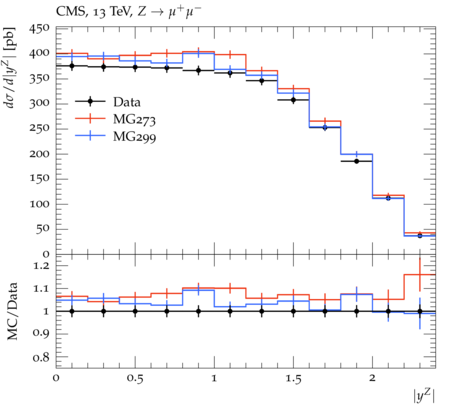 CMS, 13 TeV, Z → μ⁺μ⁻
dσ/d|y^Z| [pb]
450
400
350
300
250
200
150
100
50
0
Data
MG273
MG299
MC/Data
1.2
1.1
1
0.9
0.8
0 0.5 1 1.5 2
|y^Z|